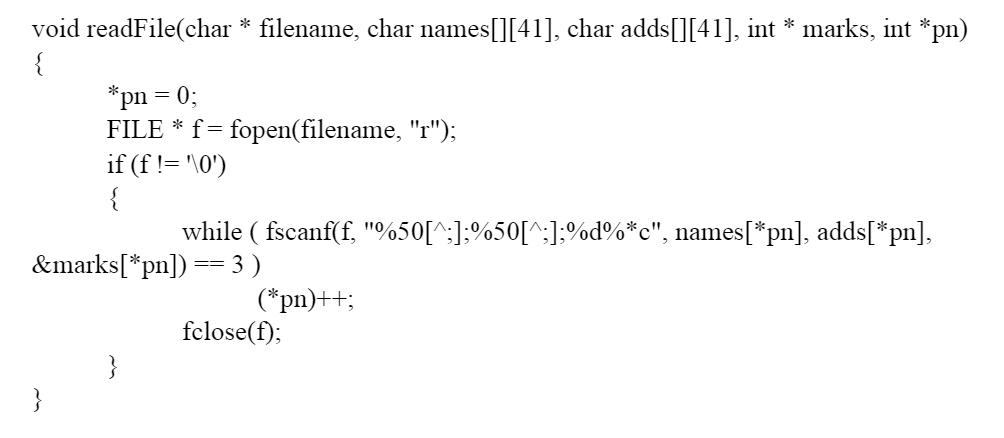 void readFile(char * filename, char names[][41], char adds[][41], int * marks, int *pn)
{
*pn = 0;
FILE * f = fopen(filename, "r");
if (f != '\0')
{
while ( fscanf(f, "%50[^;];%50[^;];%d%*c", names[*pn], adds[*pn],
&marks[*pn]) == 3 )
(*pn)++;
fclose(f);
}
}